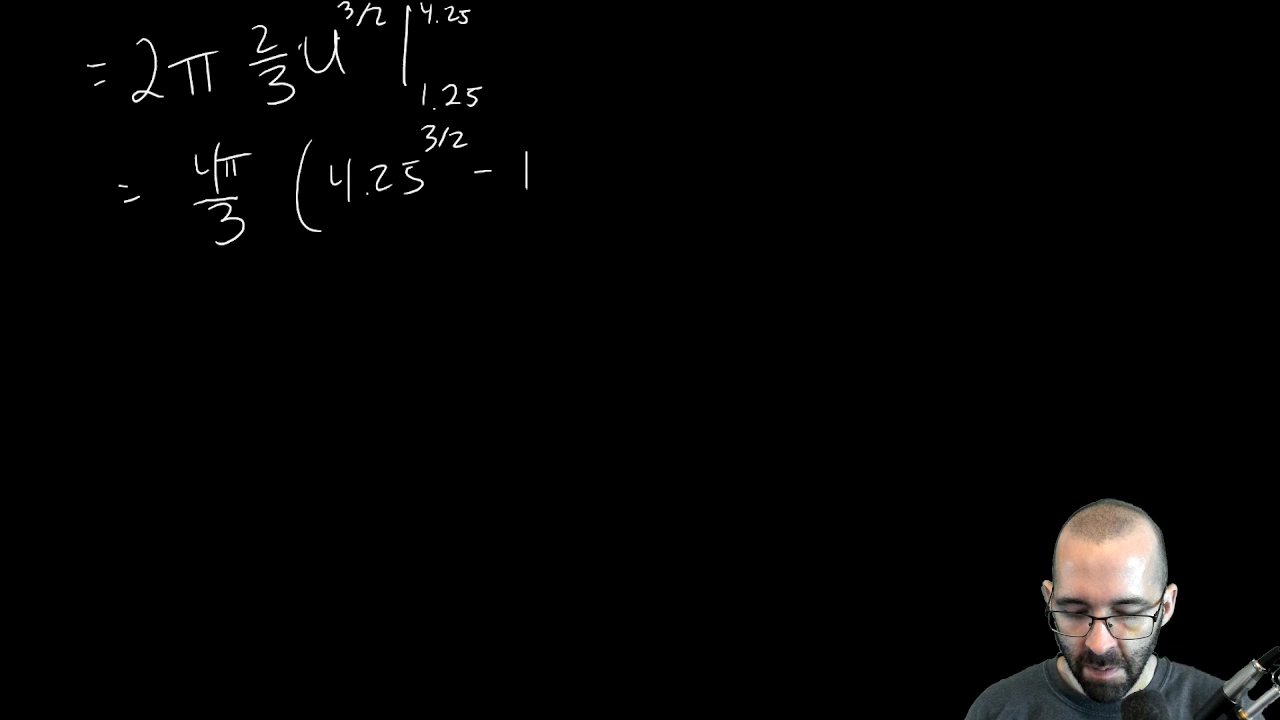 = 2π 2/3 u^3/2 |_1.25^4.25
= 4π/3 (4.25^3/2 - 1